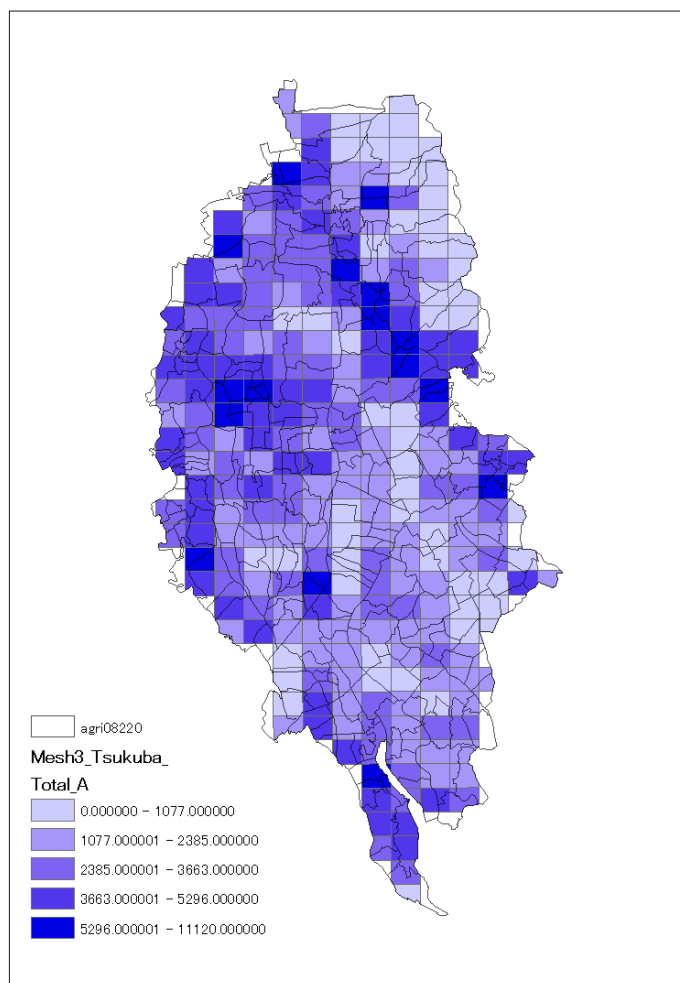 agri08220
Mesh3_Tsukuba_
Total_A
0.000000 - 1077.000000
1077.000001 - 2385.000000
2385.000001 - 3663.000000
3663.000001 - 5296.000000
5296.000001 - 11120.000000